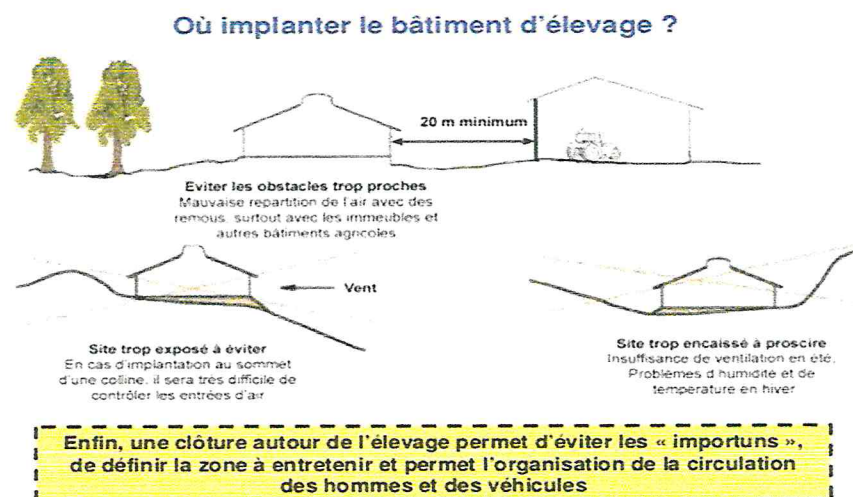 Où implanter le bâtiment d'élevage ?
20 m minimum
Eviter les obstacles trop proches
Mauvaise repartition de l'air avec des
remous, surtout avec les immeubles et
autres bâtiments agricoles
Vent
Site trop exposé à éviter
En cas d'implantation au sommet
d'une colline, il sera très difficile de
contrôler les entrées d'air
Site trop encaissé à proscire
Insuffisance de ventilation en été,
Problèmes d humidité et de
température en hiver
Enfin, une clôture autour de l'élevage permet d'éviter les « importuns »,
de définir la zone à entretenir et permet l'organisation de la circulation
des hommes et des véhicules